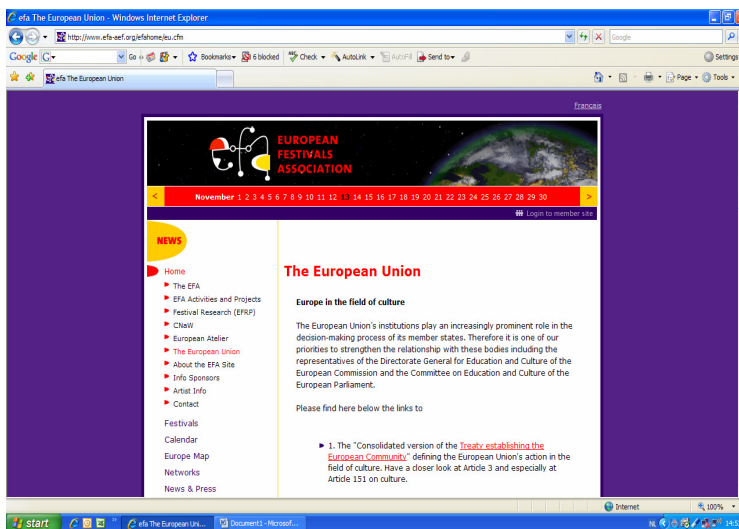 efa The European Union - Windows Internet Explorer
http://www.efa-aef.org/efahome/eu.cfm
Google
Google
Go
Bookmarks
6 blocked
Check
AutoLink
AutoFill
Send to
Settings
efa The European Union
Page
Tools
Français
EUROPEAN
FESTIVALS
ASSOCIATION
< November 1 2 3 4 5 6 7 8 9 10 11 12 13 14 15 16 17 18 19 20 21 22 23 24 25 26 27 28 29 30 >
Login to member site
NEWS
Home
The EFA
EFA Activities and Projects
Festival Research (EFRP)
CNaW
European Atelier
The European Union
About the EFA Site
Info Sponsors
Artist Info
Contact
Festivals
Calendar
Europe Map
Networks
News & Press
The European Union
Europe in the field of culture
The European Union's institutions play an increasingly prominent role in the
decision-making process of its member states. Therefore it is one of our
priorities to strengthen the relationship with these bodies including the
representatives of the Directorate General for Education and Culture of the
European Commission and the Committee on Education and Culture of the
European Parliament.
Please find here below the links to
1. The "Consolidated version of the Treaty establishing the
European Community" defining the European Union's action in the
field of culture. Have a closer look at Article 3 and especially at
Article 151 on culture.
Internet
100%
start
efa The European Uni...
Document1 - Microsof...
NL